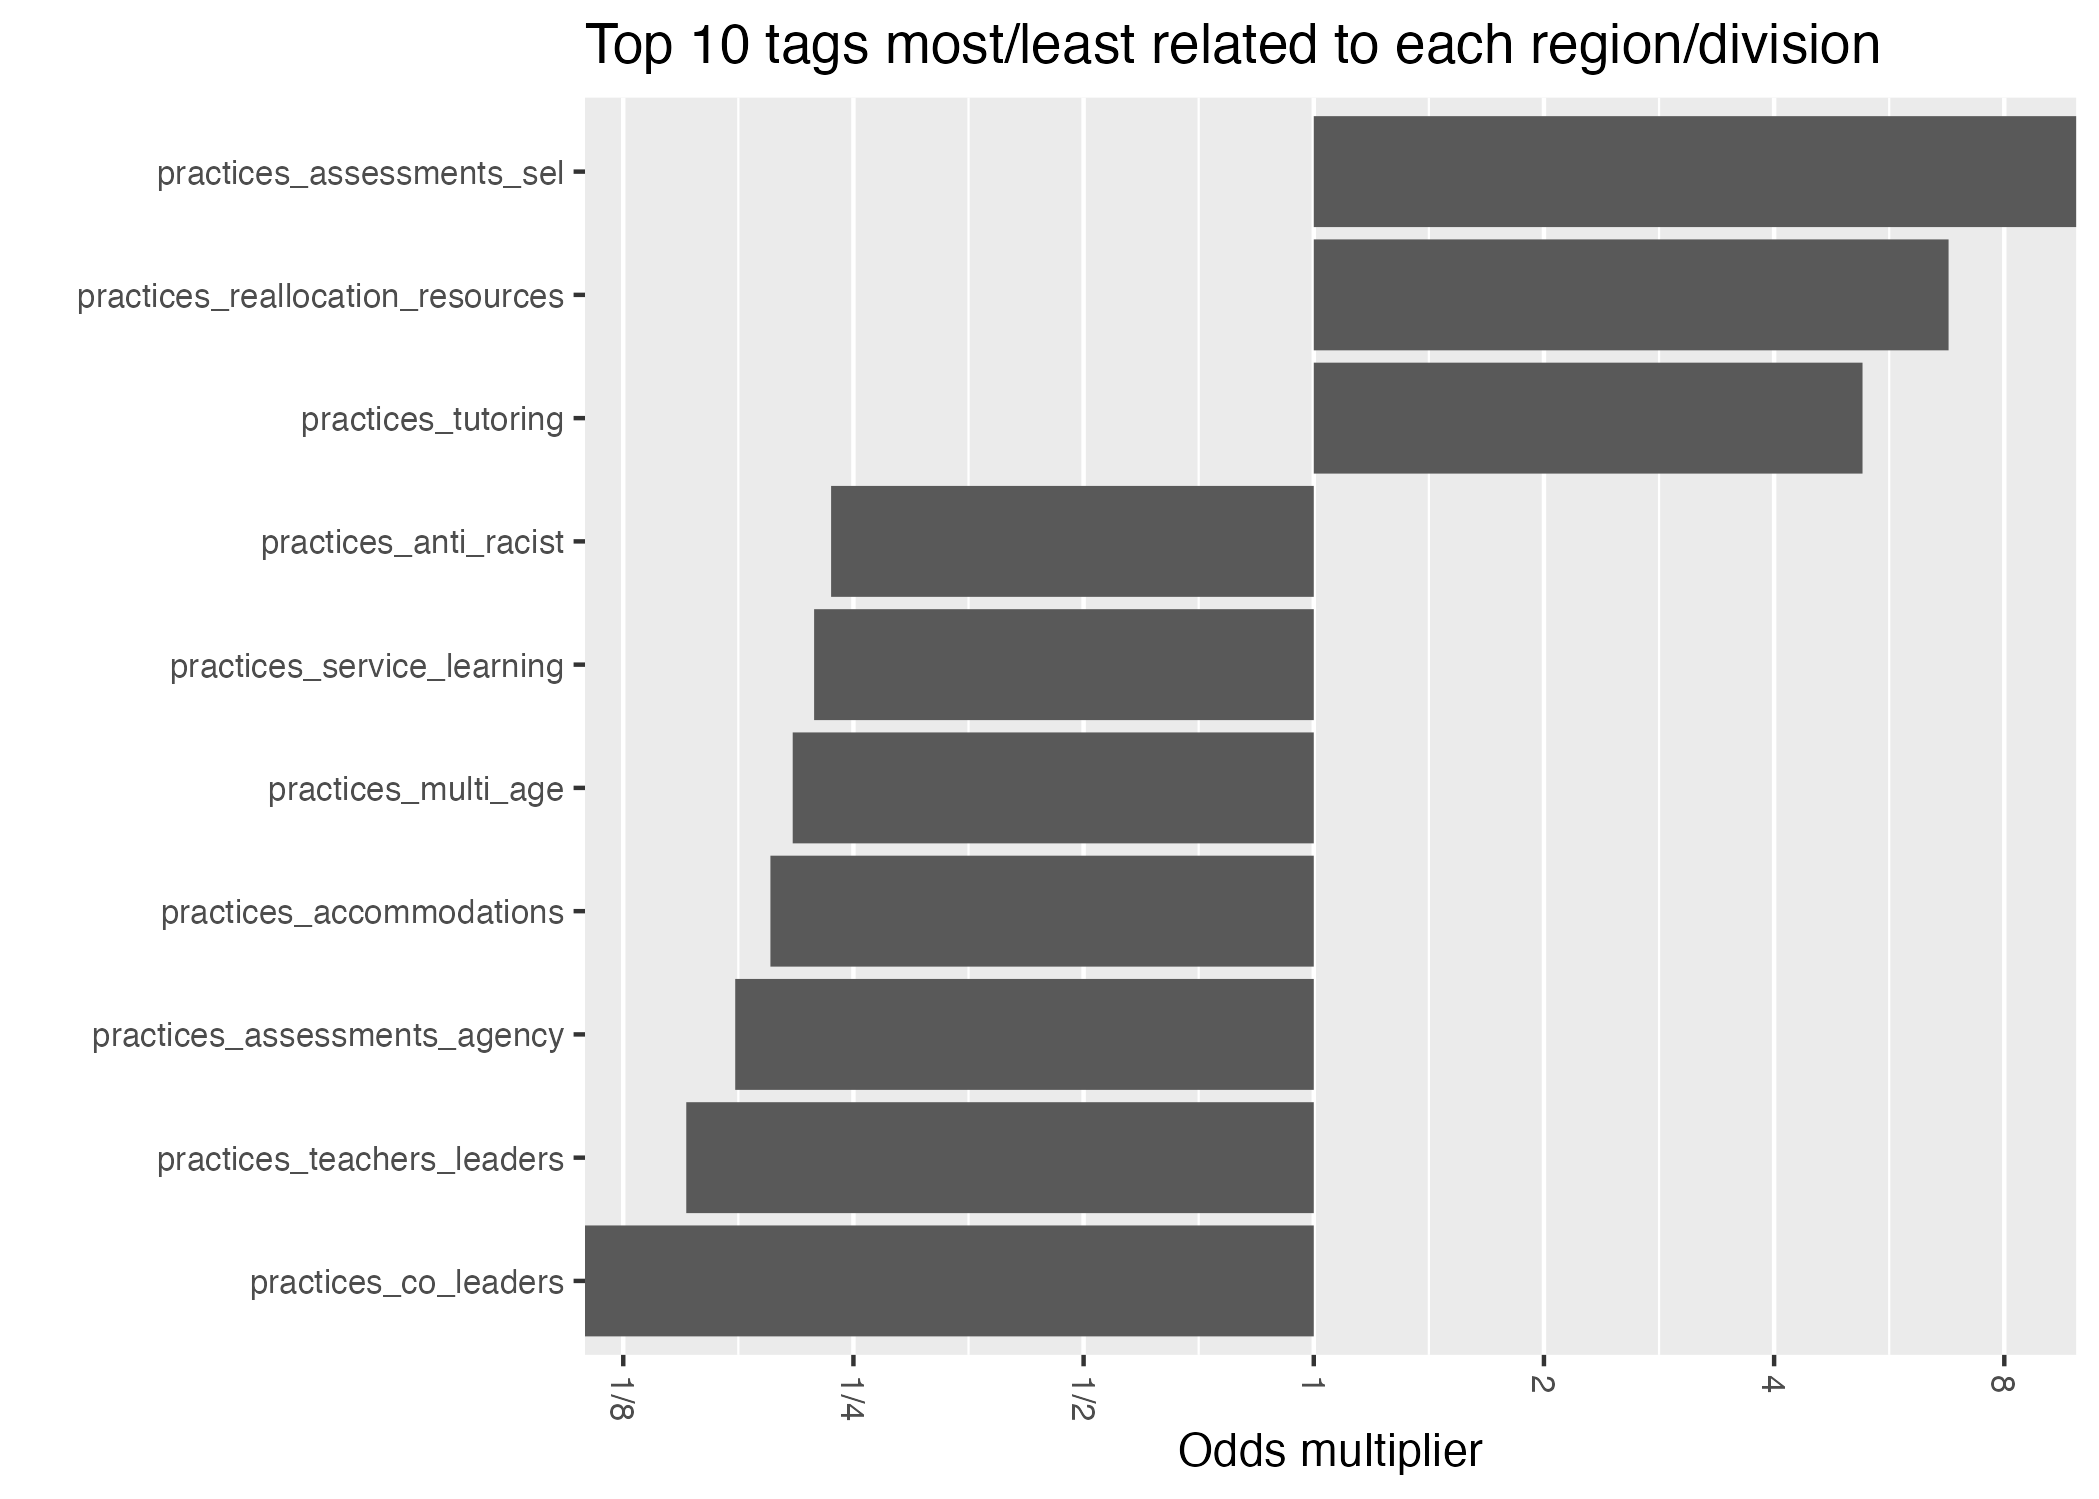 Top 10 tags most/least related to each region/division
practices_assessments_sel
practices_reallocation_resources
practices_tutoring
practices_anti_racist
practices_service_learning
practices_multi_age
practices_accommodations
practices_assessments_agency
practices_teachers_leaders
practices_co_leaders
1/8
1/4
1/2
1
2
4
8
Odds multiplier